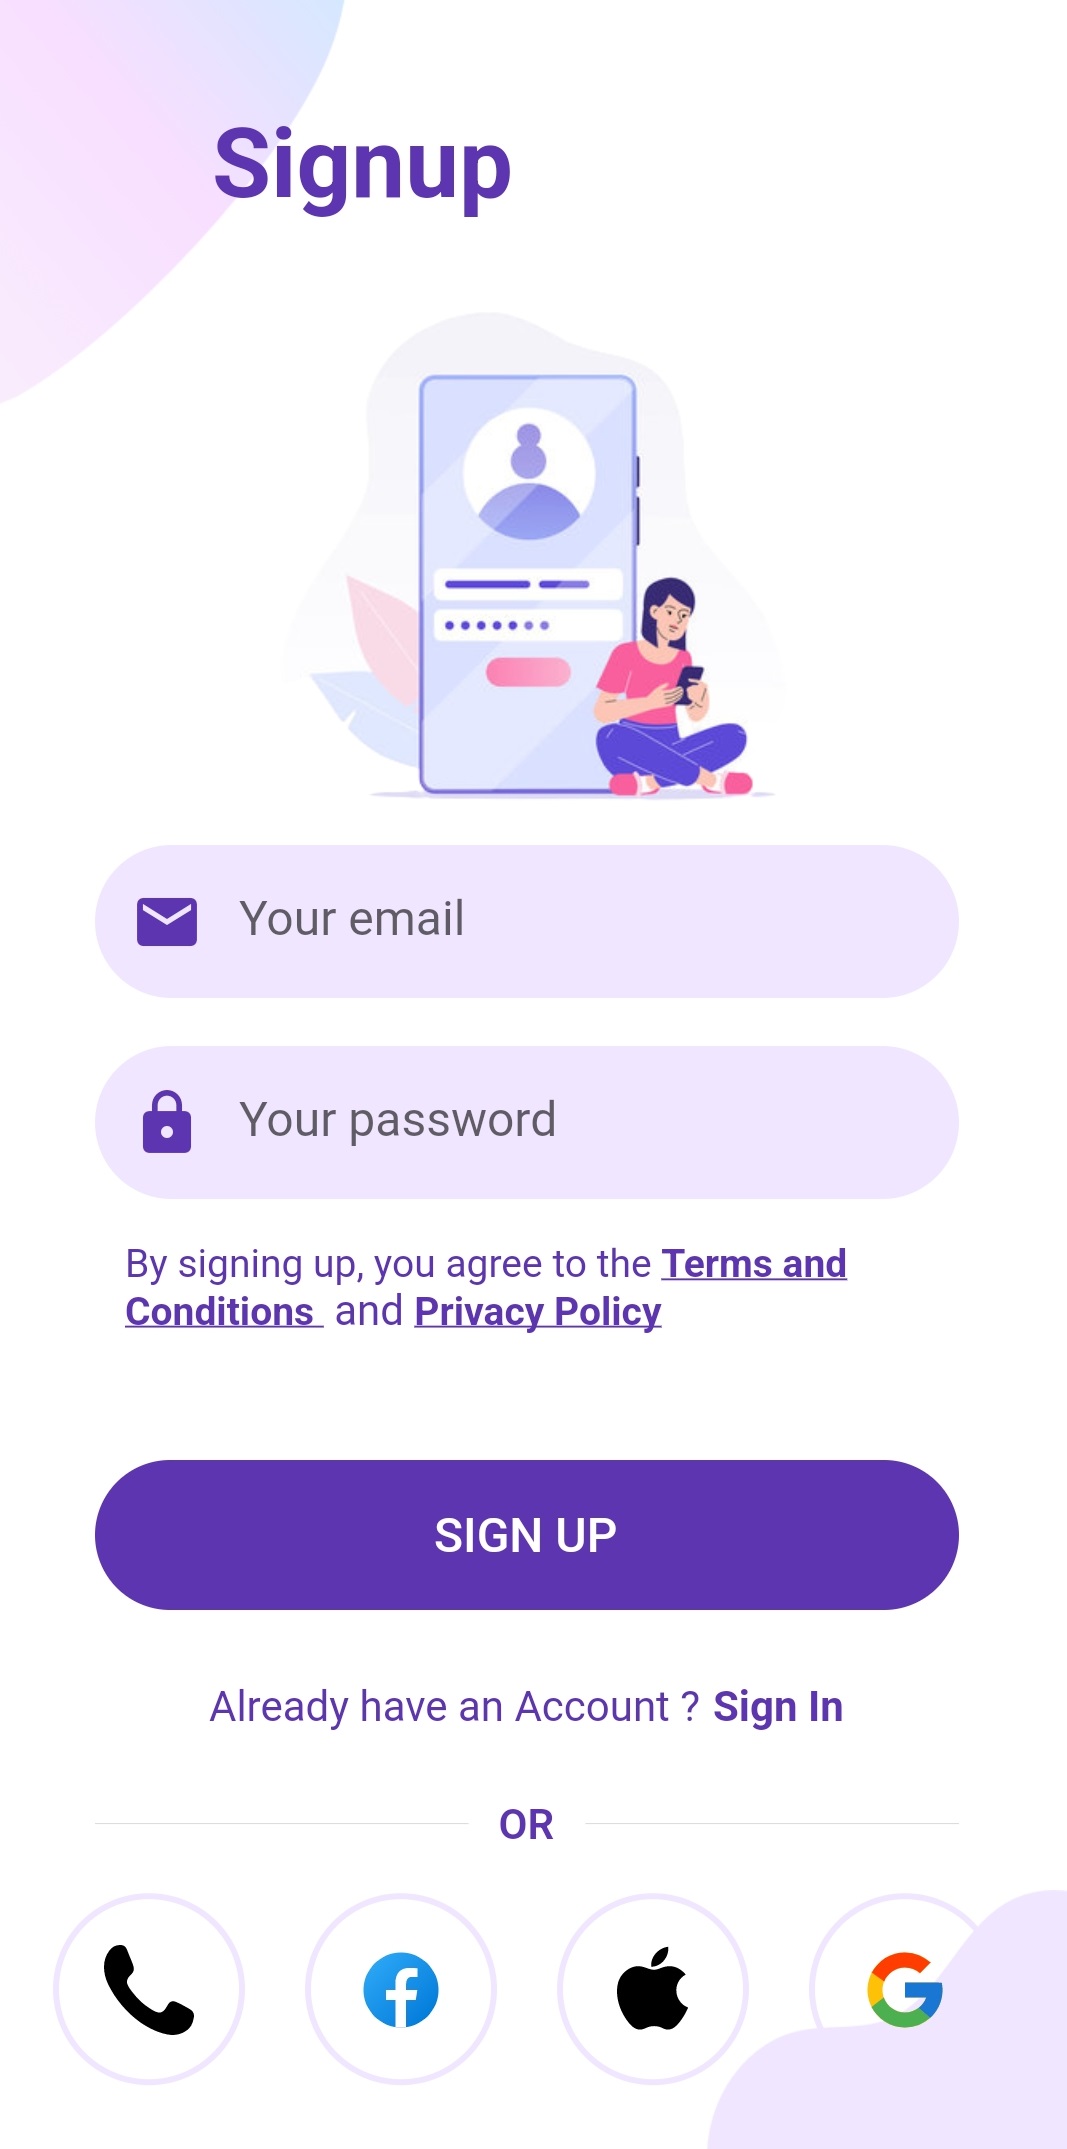 Signup
Your email
Your password
By signing up, you agree to the Terms and
Conditions  and Privacy Policy
SIGN UP
Already have an Account ? Sign In
OR